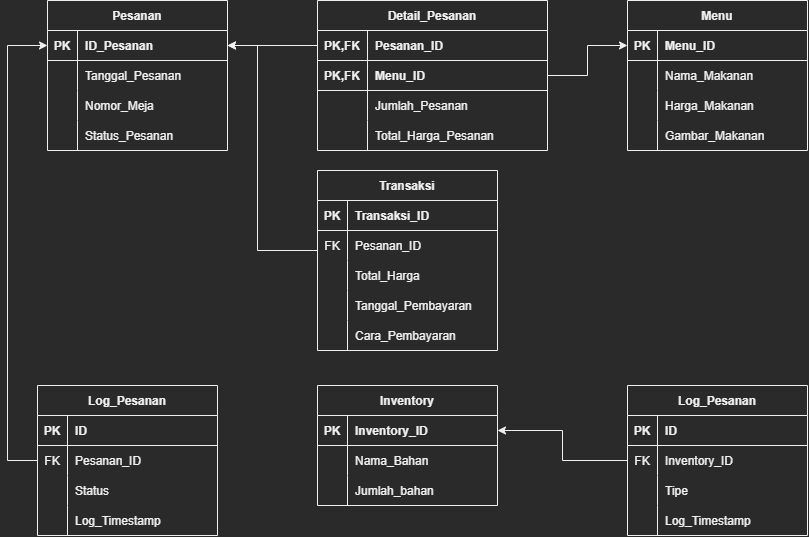 Pesanan
PK ID_Pesanan
Tanggal_Pesanan
Nomor_Meja
Status_Pesanan
Detail_Pesanan
PK,FK Pesanan_ID
PK,FK Menu_ID
Jumlah_Pesanan
Total_Harga_Pesanan
Menu
PK Menu_ID
Nama_Makanan
Harga_Makanan
Gambar_Makanan
Transaksi
PK Transaksi_ID
FK Pesanan_ID
Total_Harga
Tanggal_Pembayaran
Cara_Pembayaran
Log_Pesanan
PK ID
FK Pesanan_ID
Status
Log_Timestamp
Inventory
PK Inventory_ID
Nama_Bahan
Jumlah_bahan
Log_Pesanan
PK ID
FK Inventory_ID
Tipe
Log_Timestamp